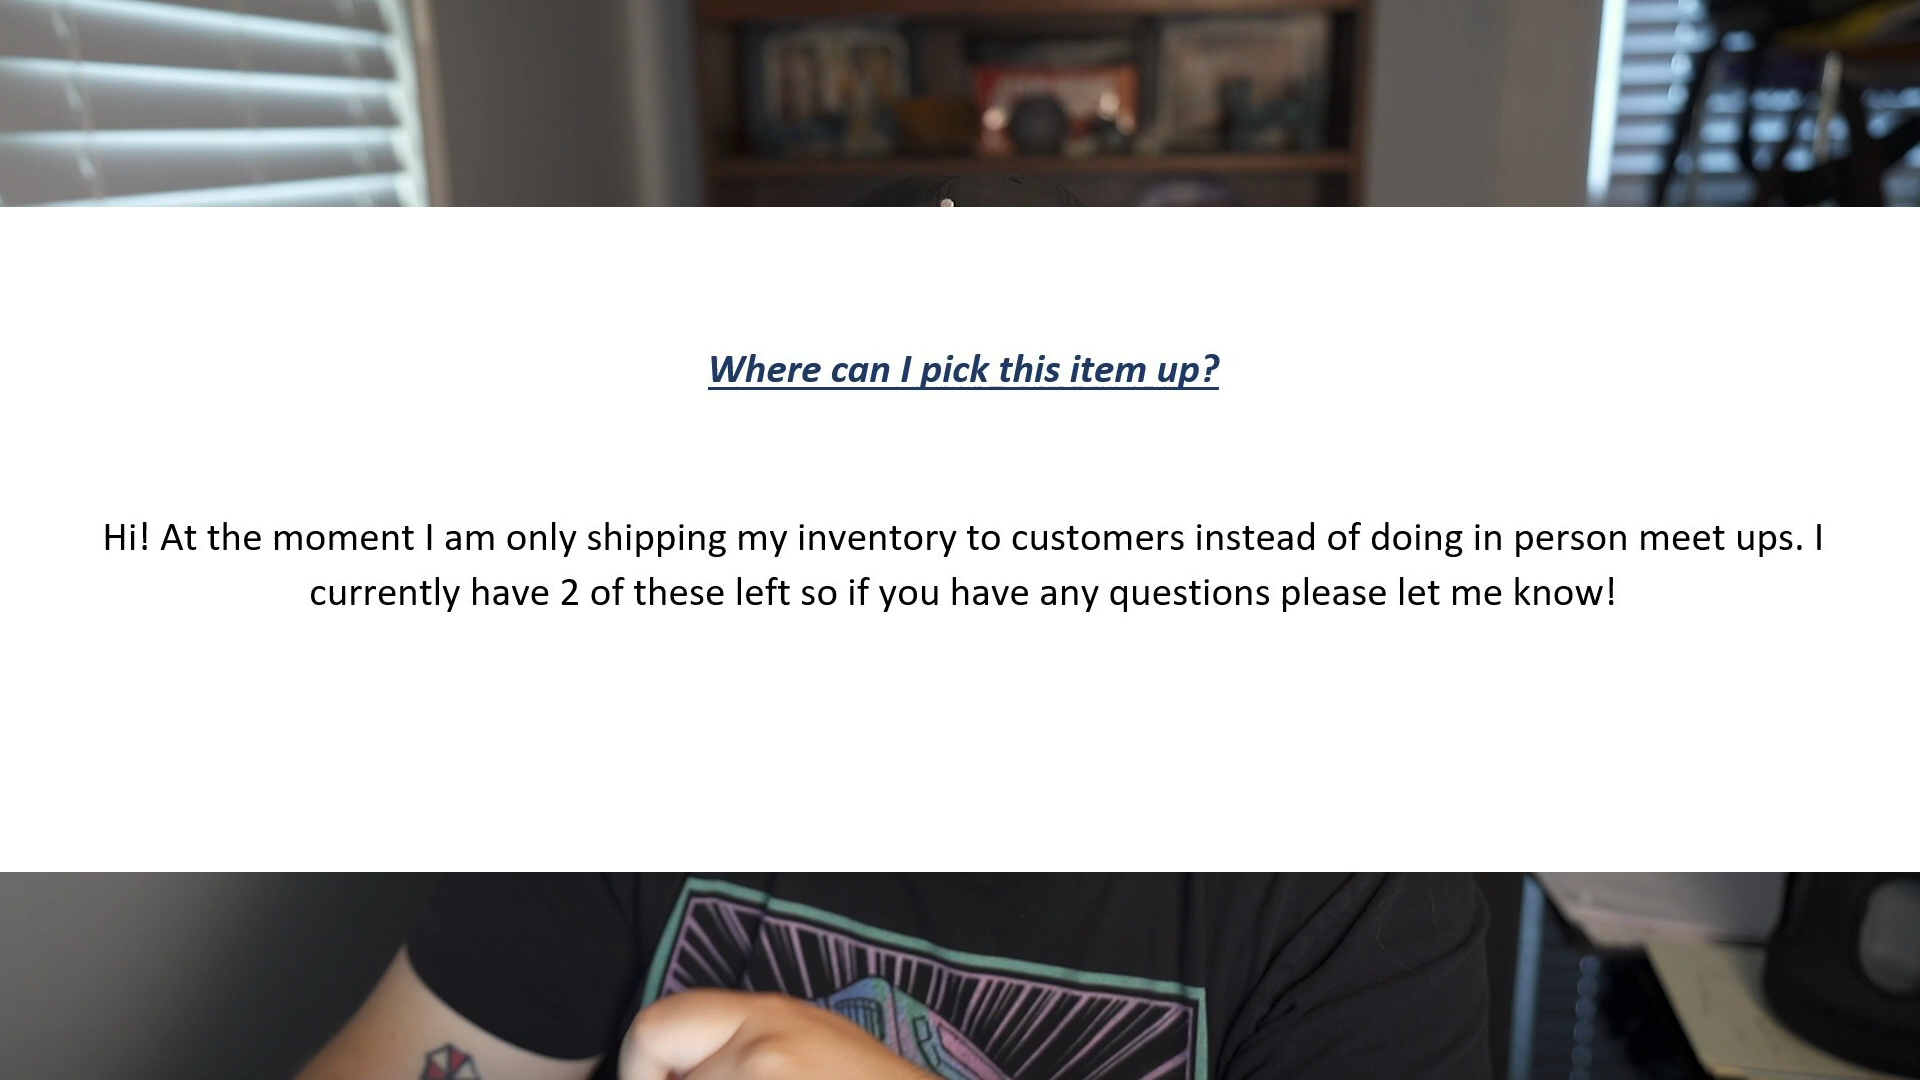 Where can I pick this item up?
Hi! At the moment I am only shipping my inventory to customers instead of doing in person meet ups. I
currently have 2 of these left so if you have any questions please let me know!